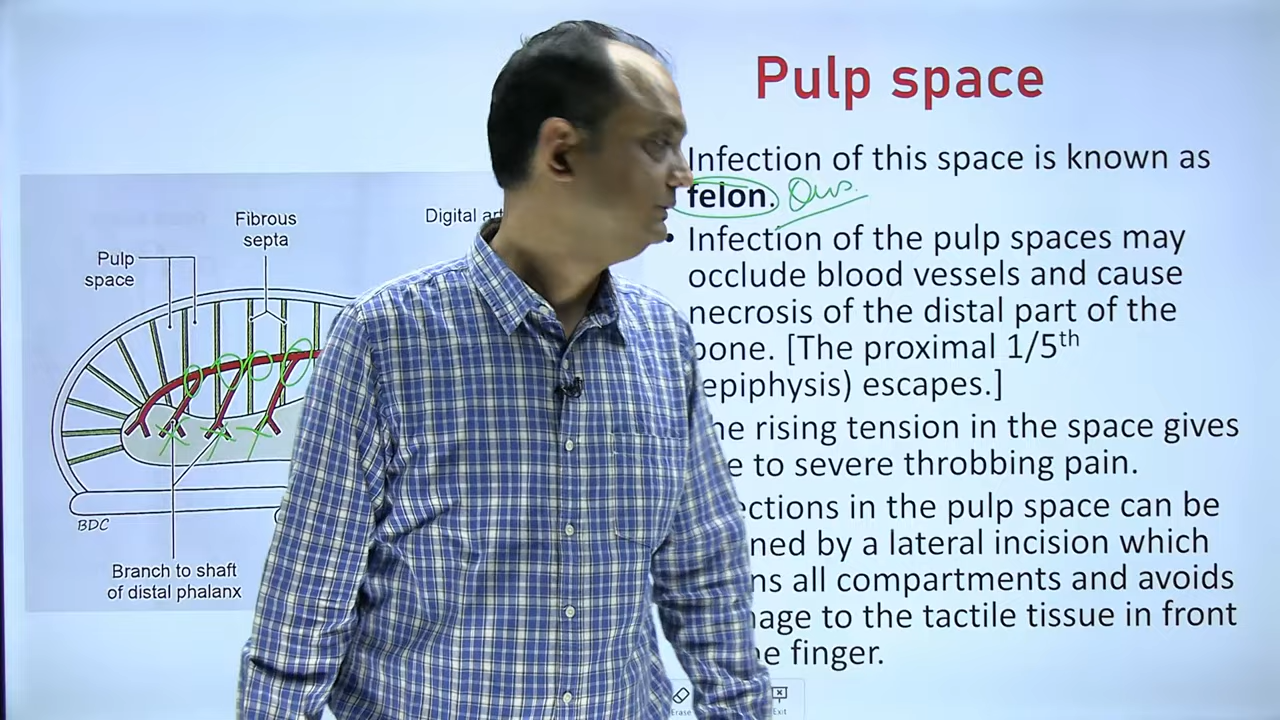 Pulp space
Infection of this space is known as
felon. Ques.
• Infection of the pulp spaces may
occlude blood vessels and cause
necrosis of the distal part of the
bone. [The proximal 1/5th
epiphysis) escapes.]
rising tension in the space gives
to severe throbbing pain.
in the pulp space can be
by a lateral incision which
all compartments and avoids
to the tactile tissue in front
finger.
Fibrous
septa
Digital
Pulp
space
BDC
Branch to shaft
of distal phalanx
Erase
Exit